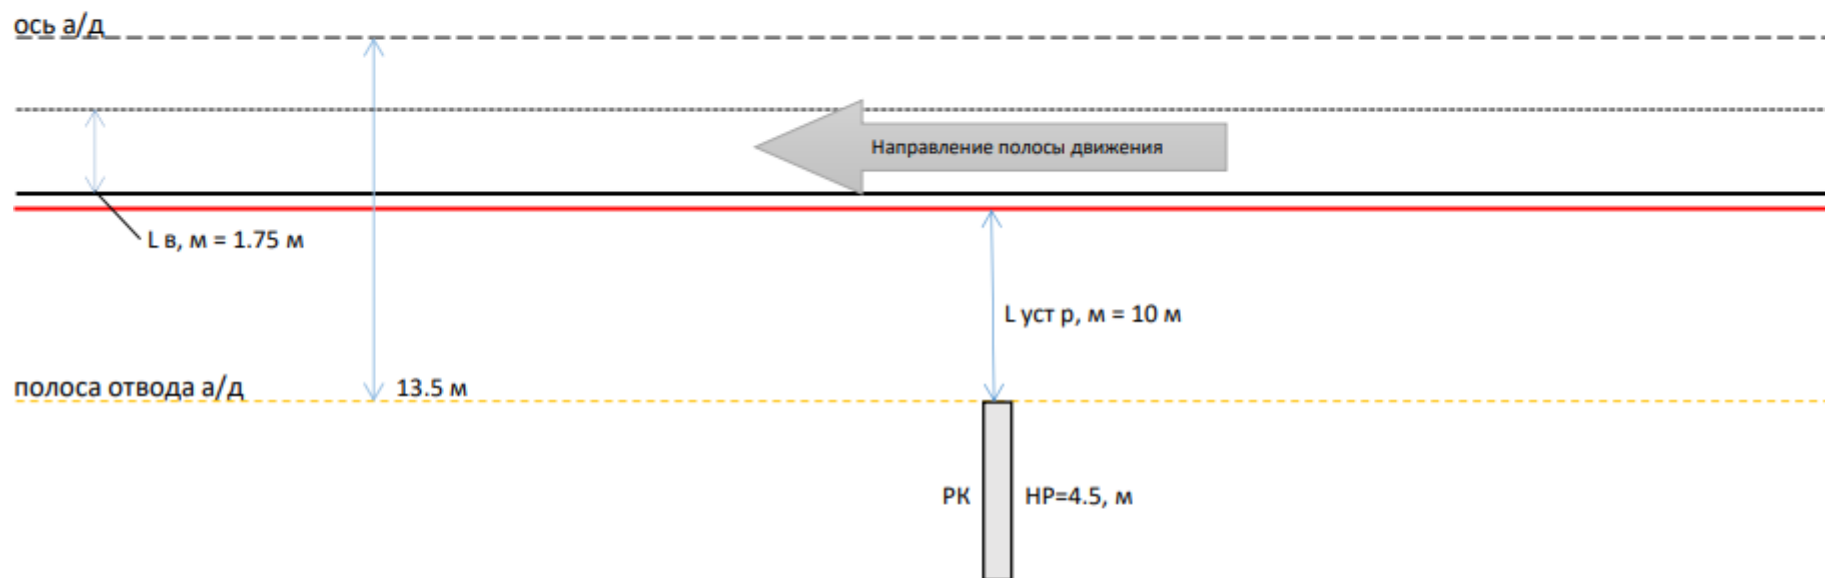 ось а/д
Направление полосы движения
L в, м = 1.75 м
L уст р, м = 10 м
полоса отвода а/д
13.5 м
РК
НР=4.5, м